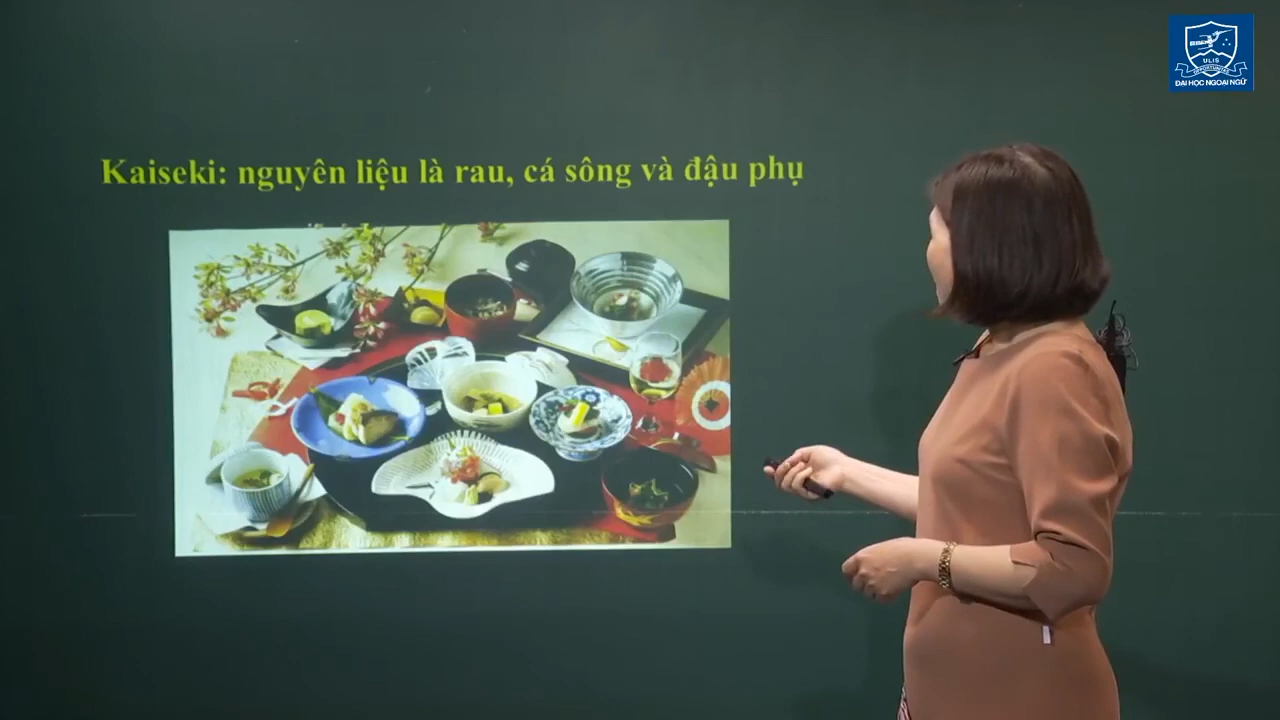 Kaiseki: nguyên liệu là rau, cá sông và đậu phụ
ULIS
ĐẠI HỌC NGOẠI NGỮ